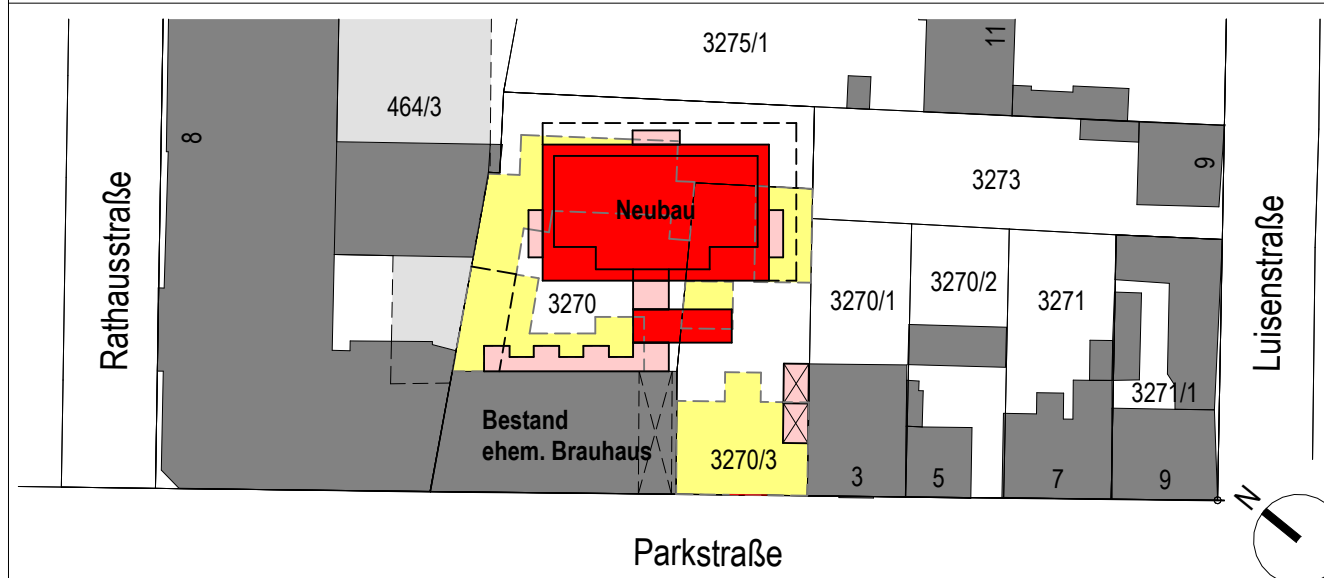 3275/1
11
464/3
8
9
3273
Neubau
Rathausstraße
Luisenstraße
3270
3270/1
3270/2
3271
3271/1
Bestand
ehem. Brauhaus
3270/3
3
5
7
9
N
Parkstraße